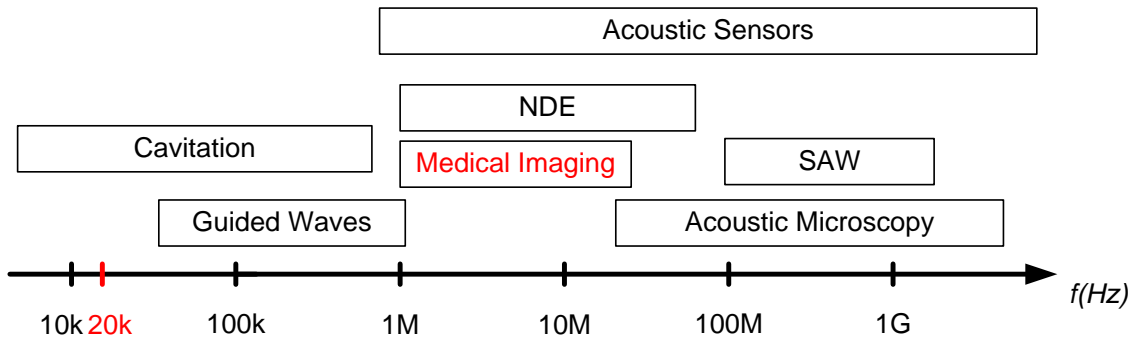 Acoustic Sensors
NDE
Cavitation
Medical Imaging
SAW
Guided Waves
Acoustic Microscopy
10k 20k 100k 1M 10M 100M 1G f(Hz)